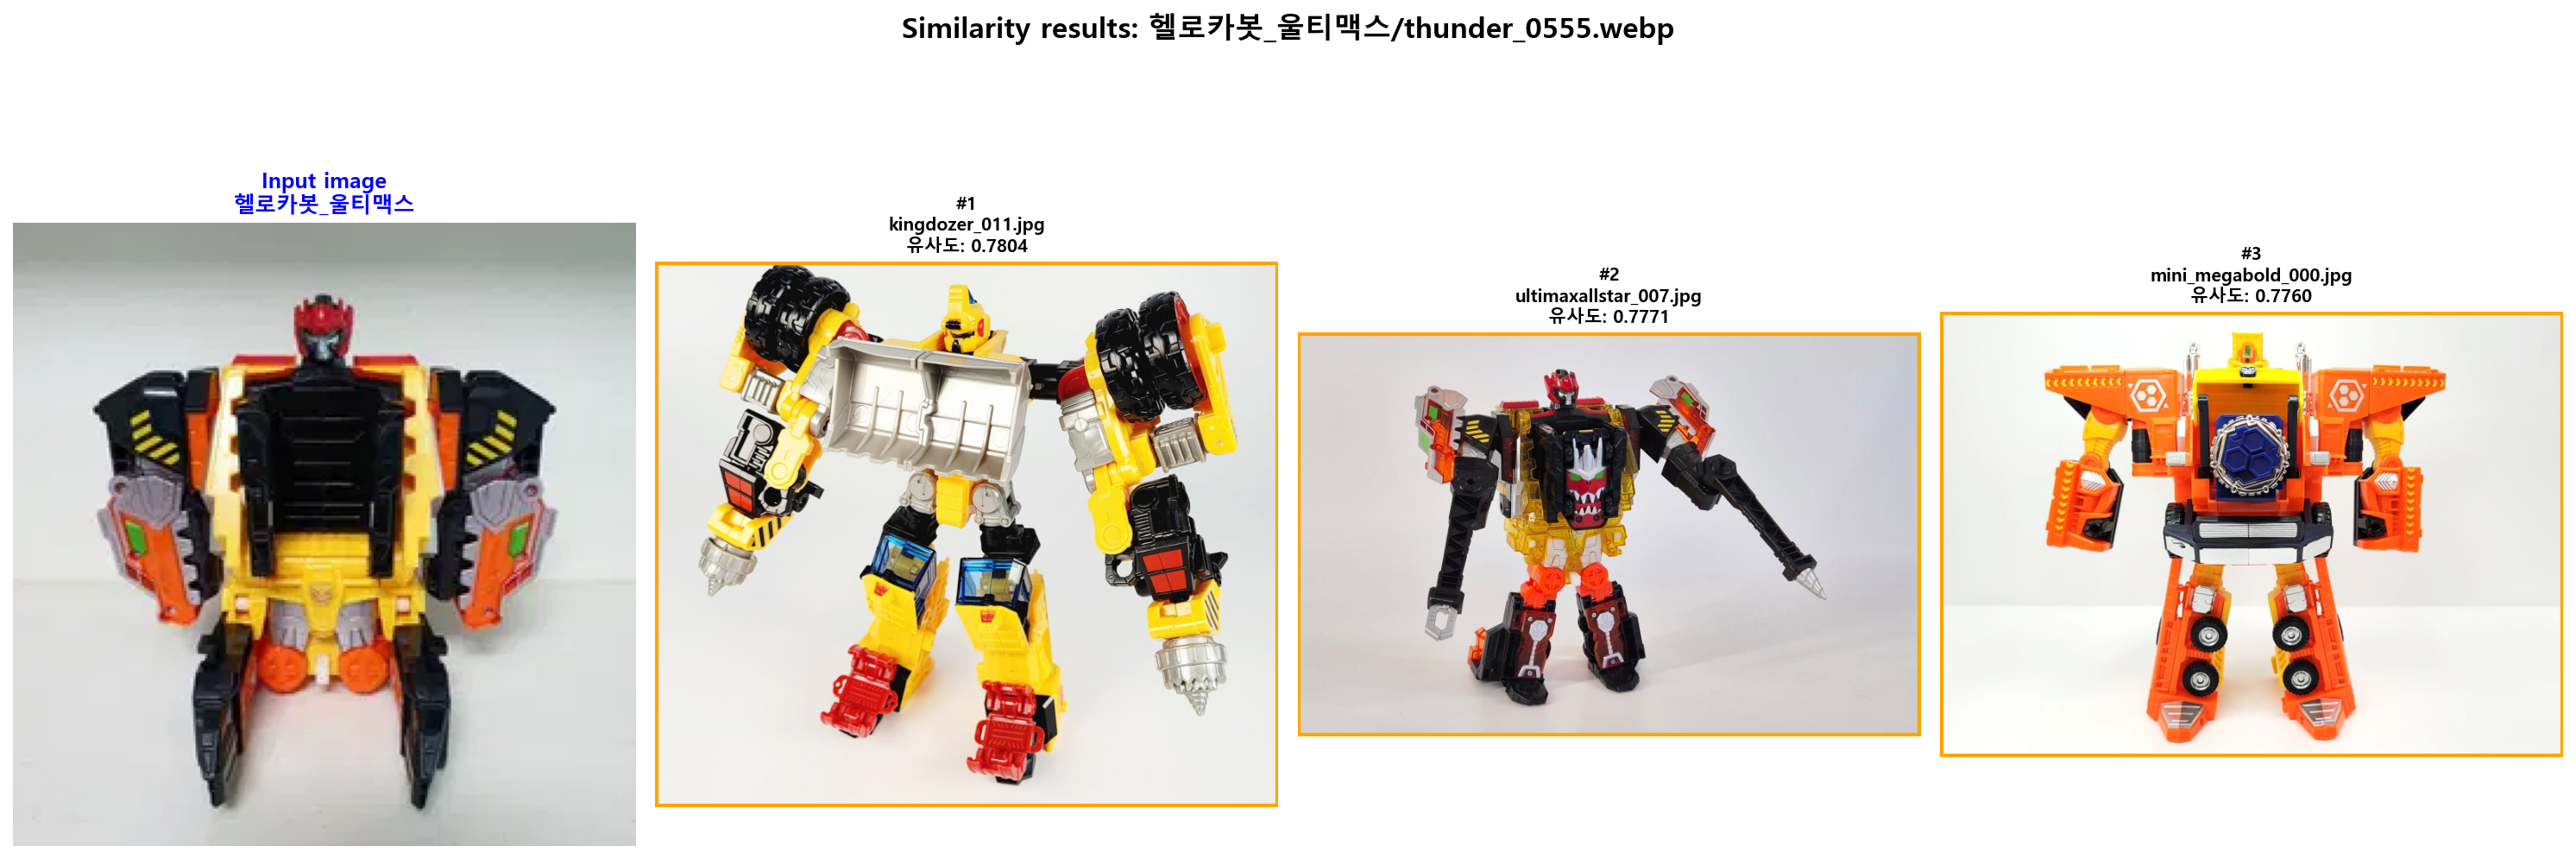 Similarity results: 헬로카봇_울티맥스/thunder_0555.webp
Input image
헬로카봇_울티맥스
#1
kingdozer_011.jpg
유사도: 0.7804
#2
ultimaxallstar_007.jpg
유사도: 0.7771
#3
mini_megabold_000.jpg
유사도: 0.7760